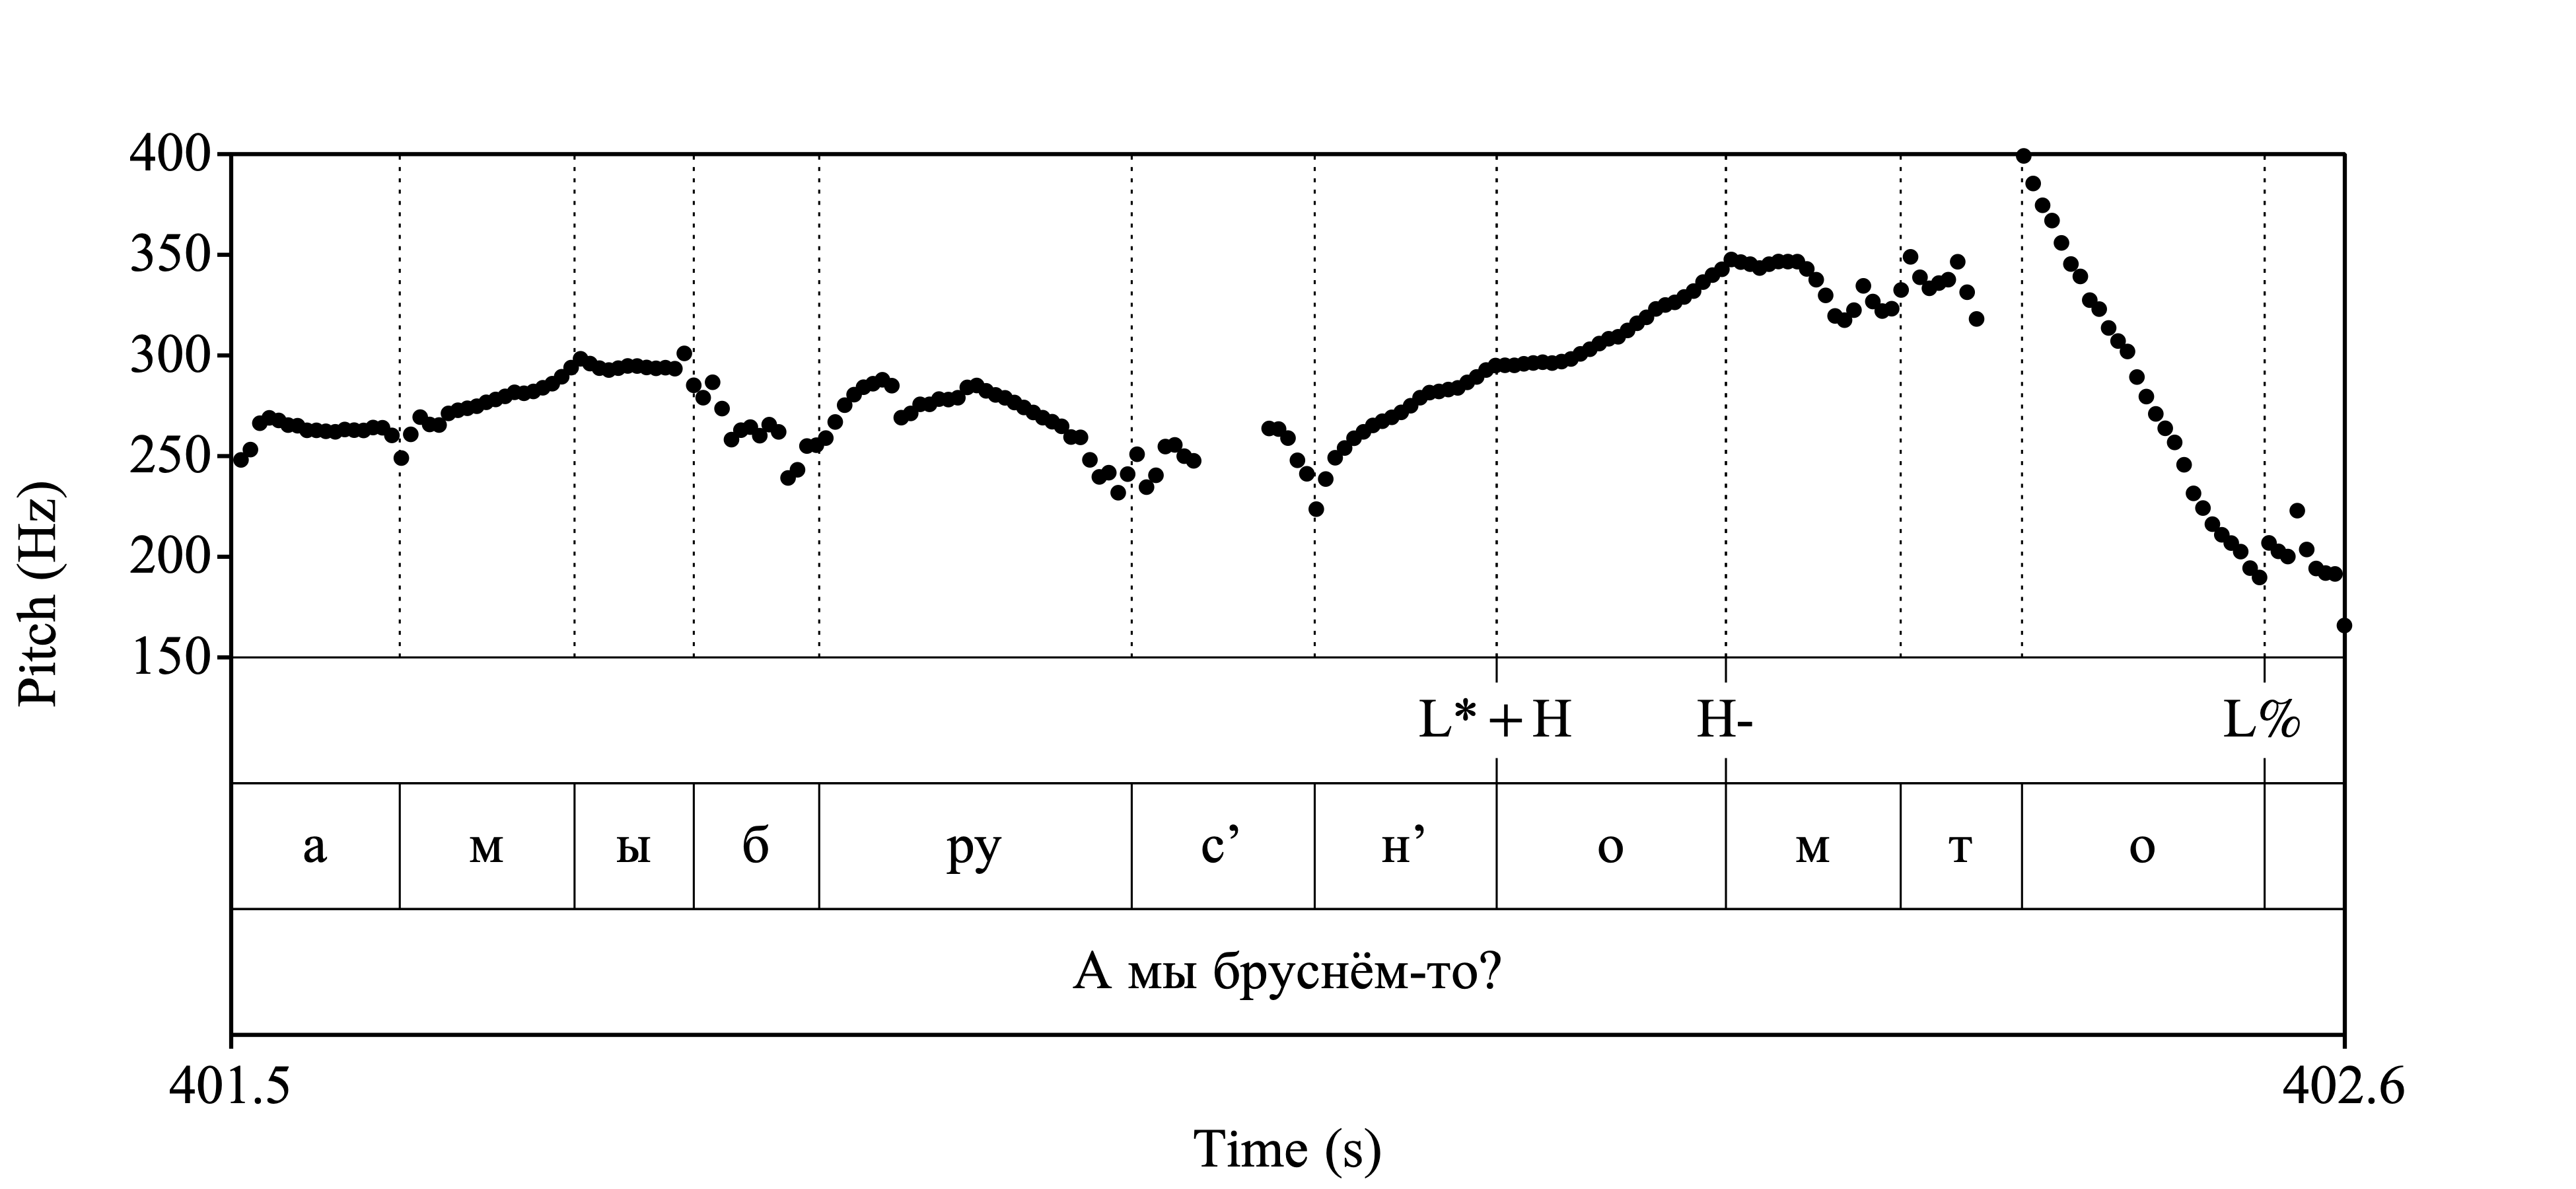 400
350
300
250
200
150
Pitch (Hz)
L*+H H- L%
а м ы б ру с’ н’ о м т о
А мы бруснём-то?
401.5 402.6
Time (s)